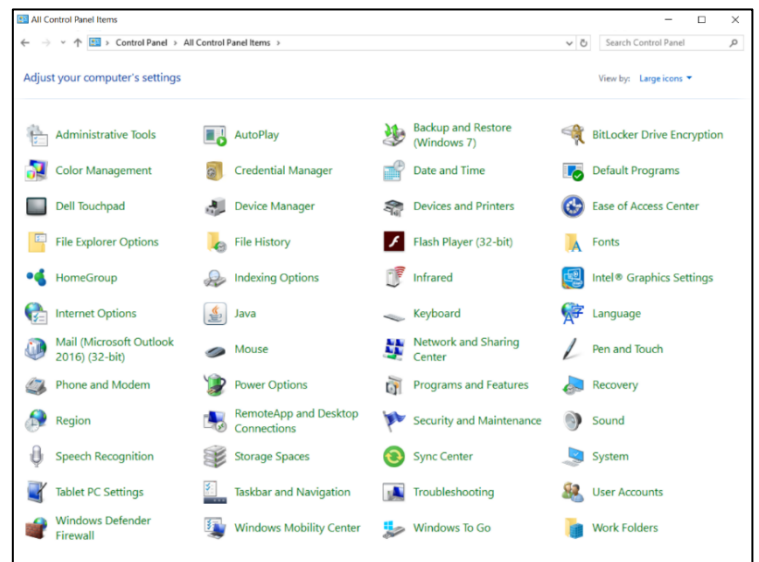 All Control Panel Items
Control Panel > All Control Panel Items >
Search Control Panel
Adjust your computer's settings
View by: Large icons
Administrative Tools
AutoPlay
Backup and Restore
(Windows 7)
BitLocker Drive Encryption
Color Management
Credential Manager
Date and Time
Default Programs
Dell Touchpad
Device Manager
Devices and Printers
Ease of Access Center
File Explorer Options
File History
Flash Player (32-bit)
Fonts
HomeGroup
Indexing Options
Infrared
Intel® Graphics Settings
Internet Options
Java
Keyboard
Language
Mail (Microsoft Outlook
2016) (32-bit)
Mouse
Network and Sharing
Center
Pen and Touch
Phone and Modem
Power Options
Programs and Features
Recovery
Region
RemoteApp and Desktop
Connections
Security and Maintenance
Sound
Speech Recognition
Storage Spaces
Sync Center
System
Tablet PC Settings
Taskbar and Navigation
Troubleshooting
User Accounts
Windows Defender
Firewall
Windows Mobility Center
Windows To Go
Work Folders